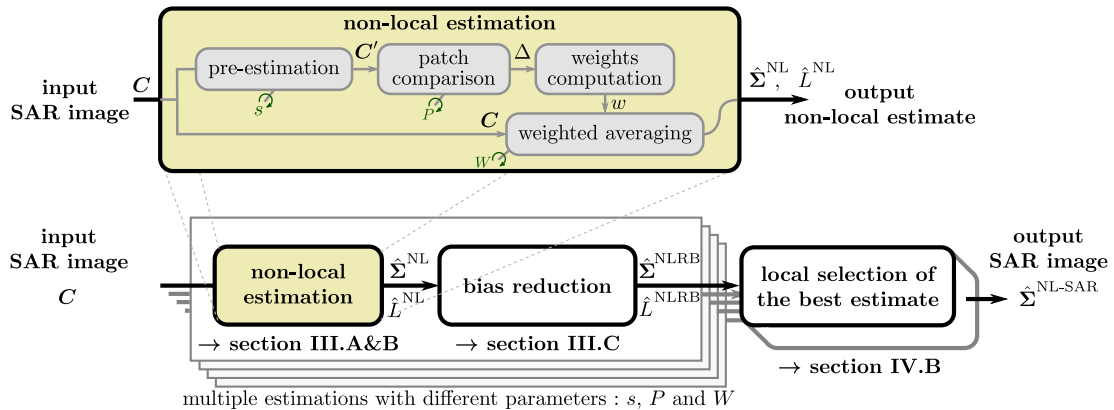 non-local estimation
input
SAR image
C
pre-estimation
C′
patch
comparison
Δ
weights
computation
s
P
w
C
weighted averaging
W
Σ̂^NL, L̂^NL
output
non-local estimate
input
SAR image
C
non-local
estimation
Σ̂^NL
L̂^NL
bias reduction
Σ̂^NLRB
L̂^NLRB
local selection of
the best estimate
output
SAR image
Σ̂^NL-SAR
→ section III.A&B
→ section III.C
→ section IV.B
multiple estimations with different parameters : s, P and W